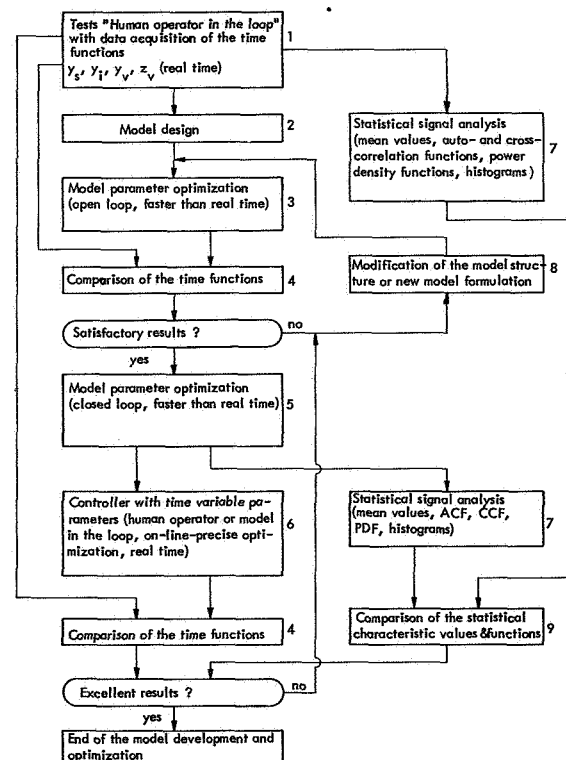 Tests "Human operator in the loop"
with data acquisition of the time
functions
ys, yi, yv, zv (real time)
1
Model design
2
Statistical signal analysis
(mean values, auto- and cross-
correlation functions, power
density functions, histograms)
7
Model parameter optimization
(open loop, faster than real time)
3
Comparison of the time functions
4
Modification of the model struc-
ture or new model formulation
8
Satisfactory results ?
no
yes
Model parameter optimization
(closed loop, faster than real time)
5
Controller with time variable pa-
rameters (human operator or model
in the loop, on-line-precise opti-
mization, real time)
6
Statistical signal analysis
(mean values, ACF, CCF,
PDF, histograms)
7
Comparison of the time functions
4
Comparison of the statistical
characteristic values &functions
9
Excellent results ?
no
yes
End of the model development and
optimization